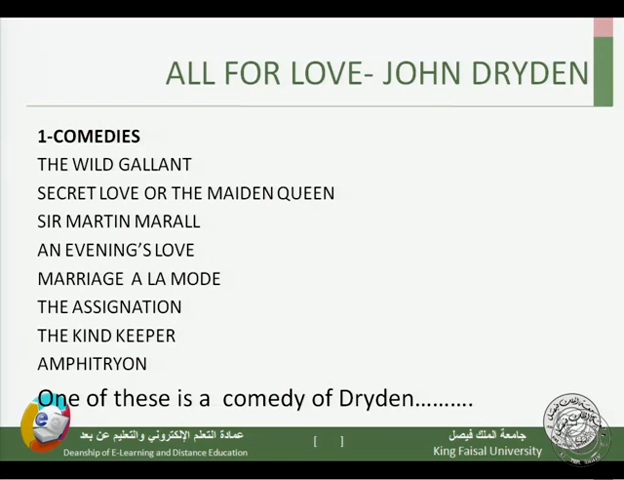 ALL FOR LOVE- JOHN DRYDEN
1-COMEDIES
THE WILD GALLANT
SECRET LOVE OR THE MAIDEN QUEEN
SIR MARTIN MARALL
AN EVENING'S LOVE
MARRIAGE A LA MODE
THE ASSIGNATION
THE KIND KEEPER
AMPHITRYON
One of these is a comedy of Dryden……….
عمادة التعلم الإلكتروني والتعليم عن بعد
Deanship of E-Learning and Distance Education
[ ]
جامعة الملك فيصل
King Faisal University